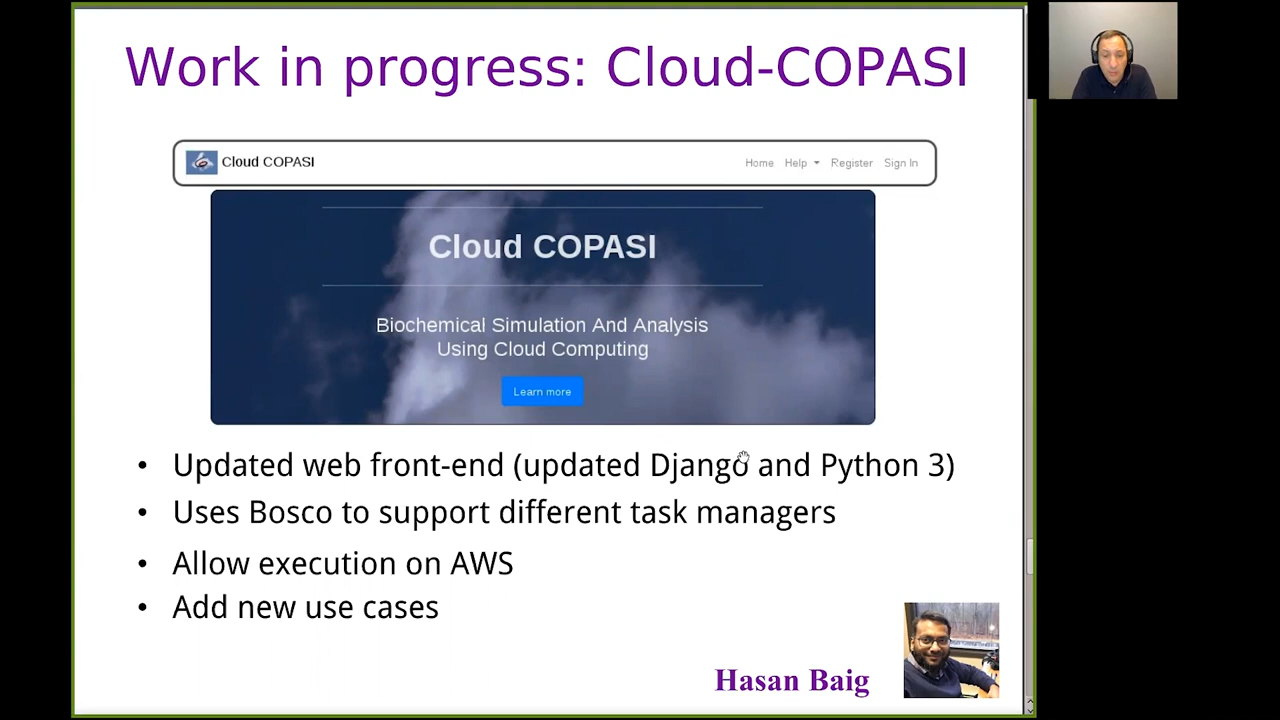 Work in progress: Cloud-COPASI
Cloud COPASI Home Help Register Sign In
Cloud COPASI
Biochemical Simulation And Analysis
Using Cloud Computing
Learn more
• Updated web front-end (updated Django and Python 3)
• Uses Bosco to support different task managers
• Allow execution on AWS
• Add new use cases
Hasan Baig